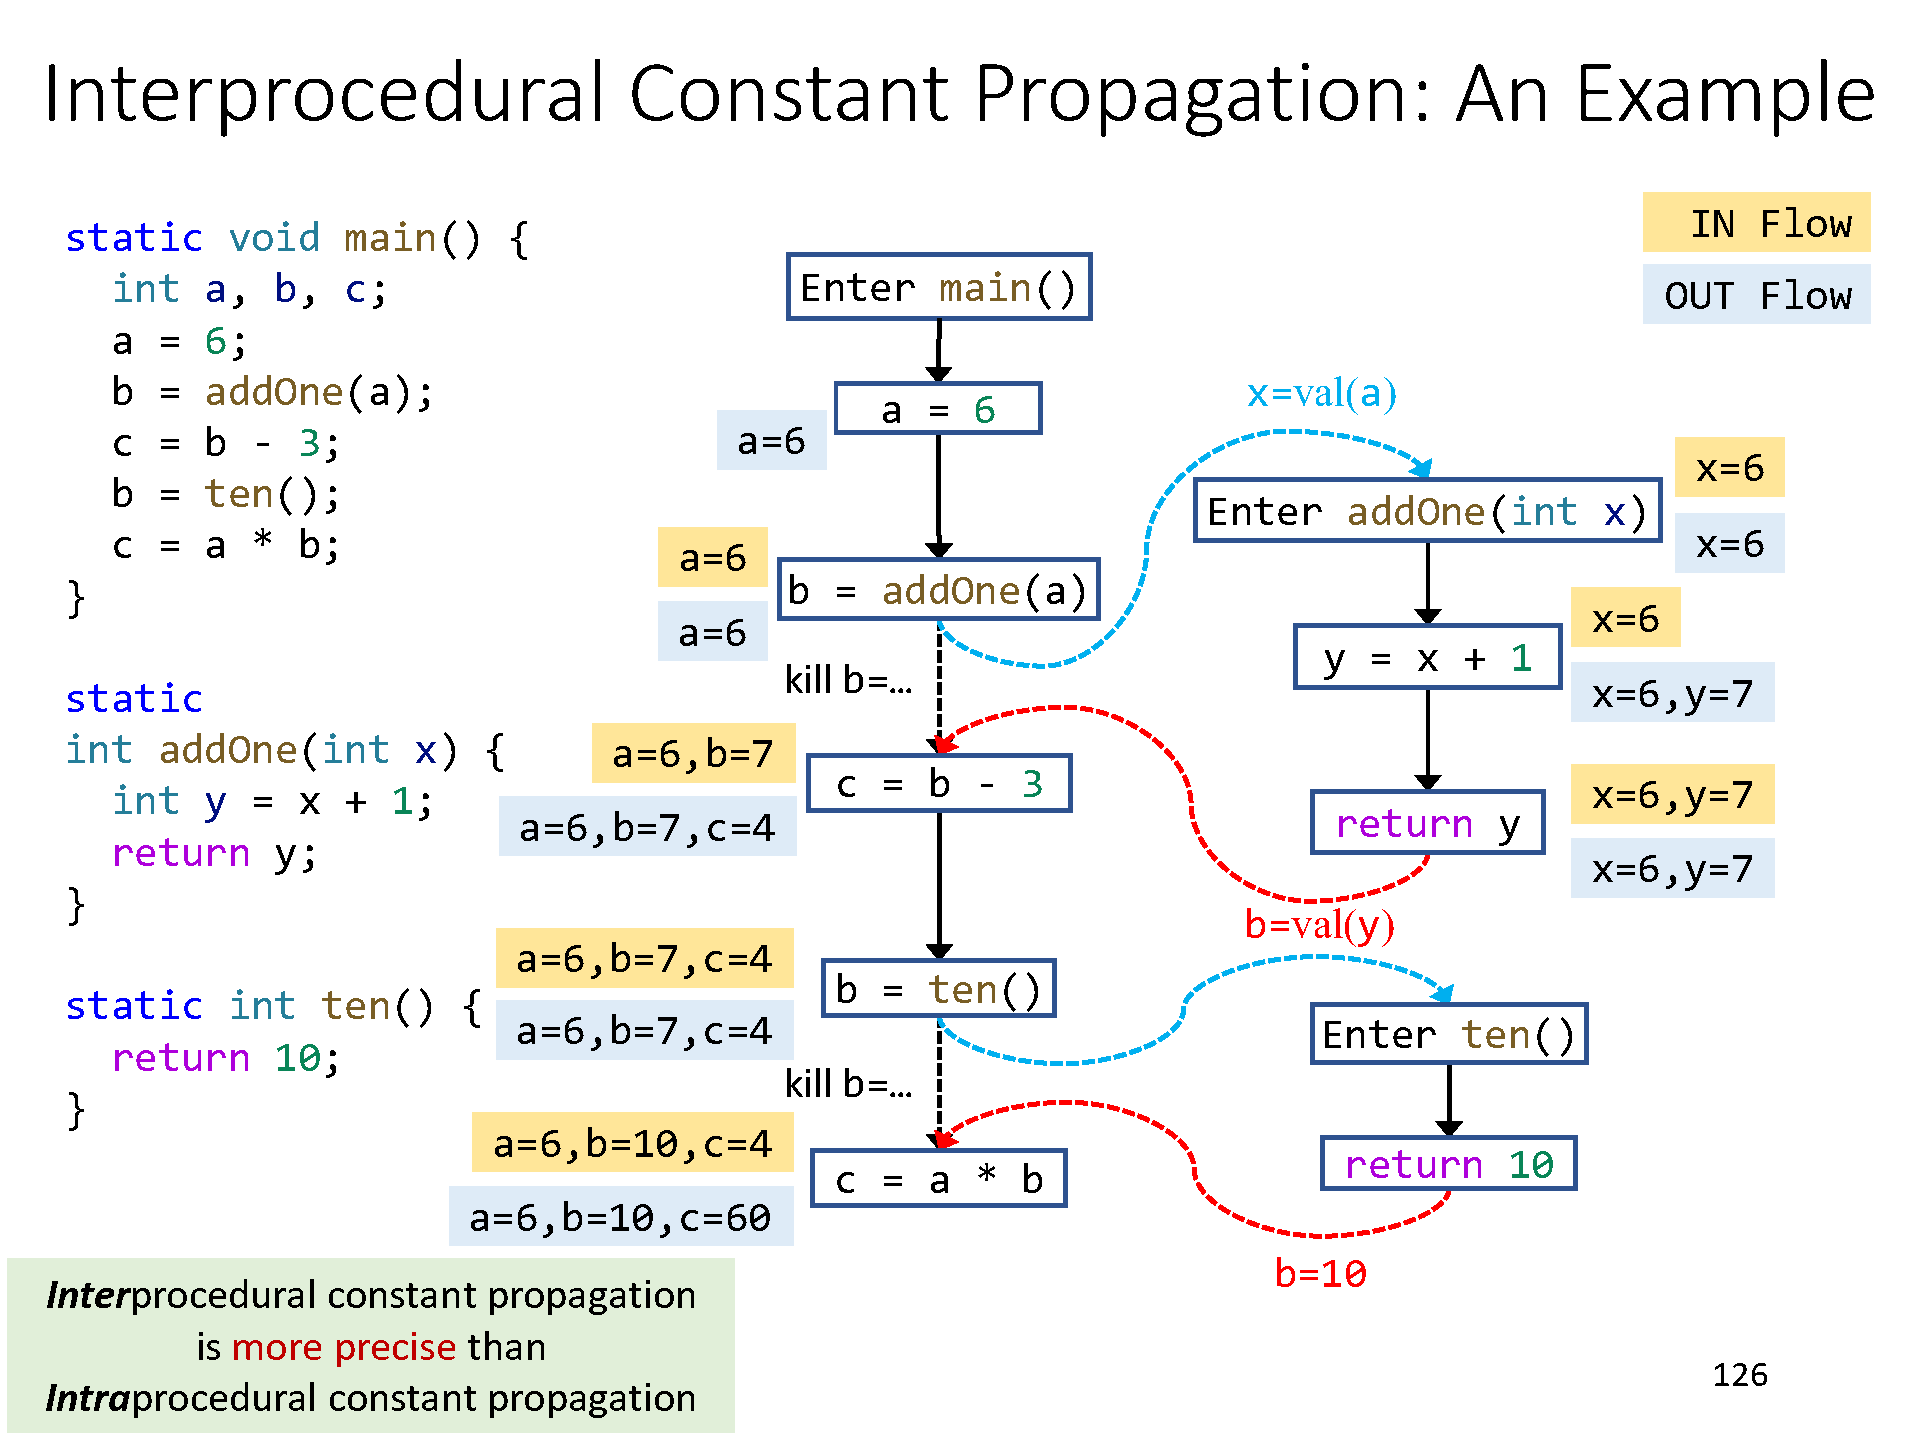 Interprocedural Constant Propagation: An Example
static void main() {
int a, b, c;
a = 6;
b = addOne(a);
c = b - 3;
b = ten();
c = a * b;
}
static
int addOne(int x) {
int y = x + 1;
return y;
}
static int ten() {
return 10;
}
IN Flow
OUT Flow
Enter main()
a = 6
a=6
a=6
b = addOne(a)
a=6
kill b=…
a=6,b=7
c = b - 3
a=6,b=7,c=4
a=6,b=7,c=4
b = ten()
a=6,b=7,c=4
kill b=…
a=6,b=10,c=4
c = a * b
a=6,b=10,c=60
x=val(a)
x=6
Enter addOne(int x)
x=6
x=6
y = x + 1
x=6,y=7
x=6,y=7
return y
x=6,y=7
b=val(y)
Enter ten()
return 10
b=10
Interprocedural constant propagation
is more precise than
Intraprocedural constant propagation
126